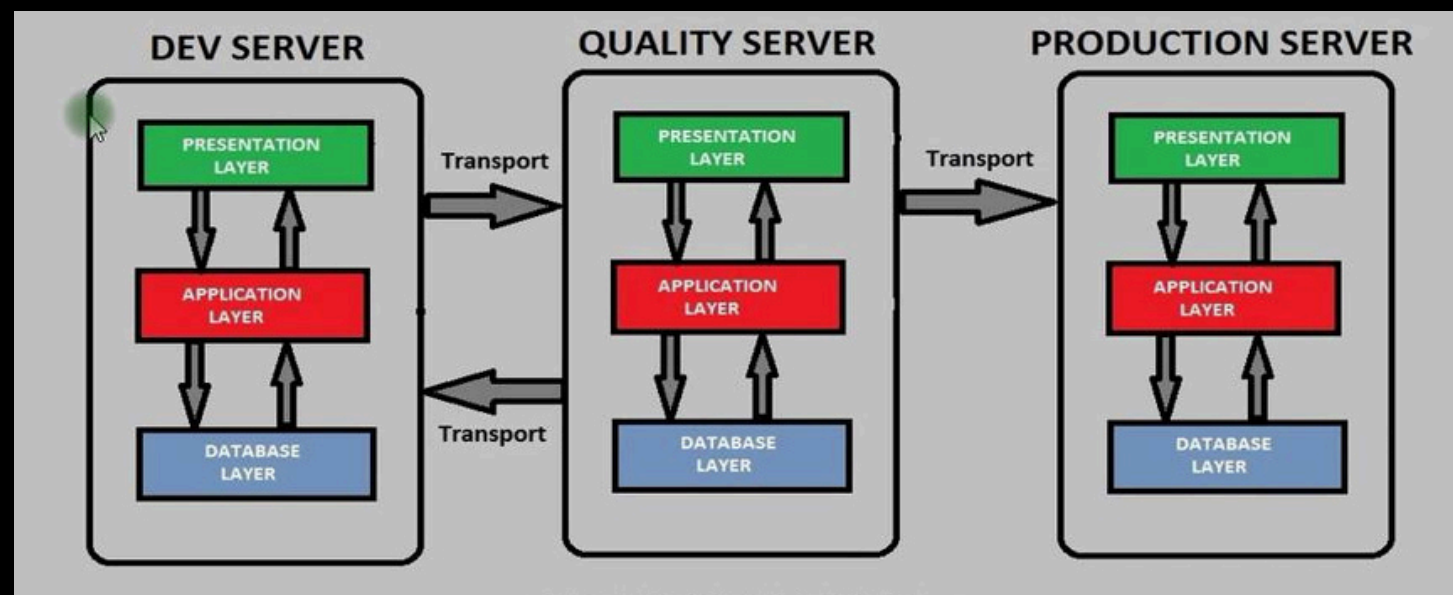 DEV SERVER
QUALITY SERVER
PRODUCTION SERVER
PRESENTATION
LAYER
APPLICATION
LAYER
DATABASE
LAYER
Transport
Transport
PRESENTATION
LAYER
APPLICATION
LAYER
DATABASE
LAYER
Transport
PRESENTATION
LAYER
APPLICATION
LAYER
DATABASE
LAYER